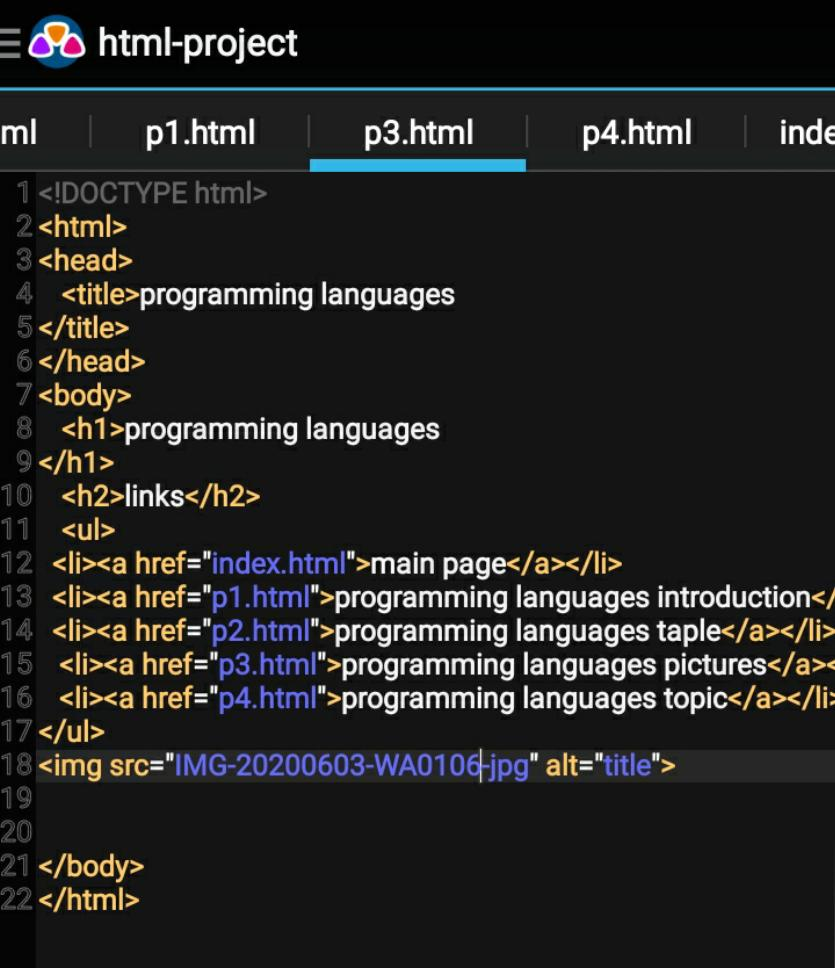 html-project
ml p1.html p3.html p4.html inde
1 <!DOCTYPE html>
2 <html>
3 <head>
4 <title>programming languages
5 </title>
6 </head>
7 <body>
8 <h1>programming languages
9 </h1>
10 <h2>links</h2>
11 <ul>
12 <li><a href="index.html">main page</a></li>
13 <li><a href="p1.html">programming languages introduction</
14 <li><a href="p2.html">programming languages taple</a></li>
15 <li><a href="p3.html">programming languages pictures</a><
16 <li><a href="p4.html">programming languages topic</a></li>
17 </ul>
18 <img src="IMG-20200603-WA0106-jpg" alt="title">
19
20
21 </body>
22 </html>